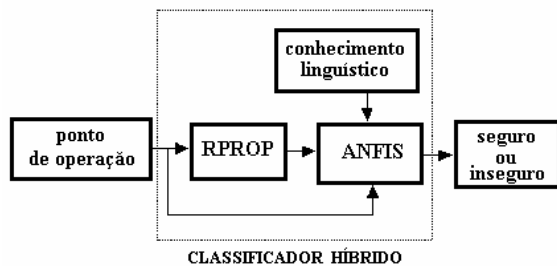 conhecimento
linguístico
ponto
de operação
RPROP
ANFIS
seguro
ou
inseguro
CLASSIFICADOR HÍBRIDO